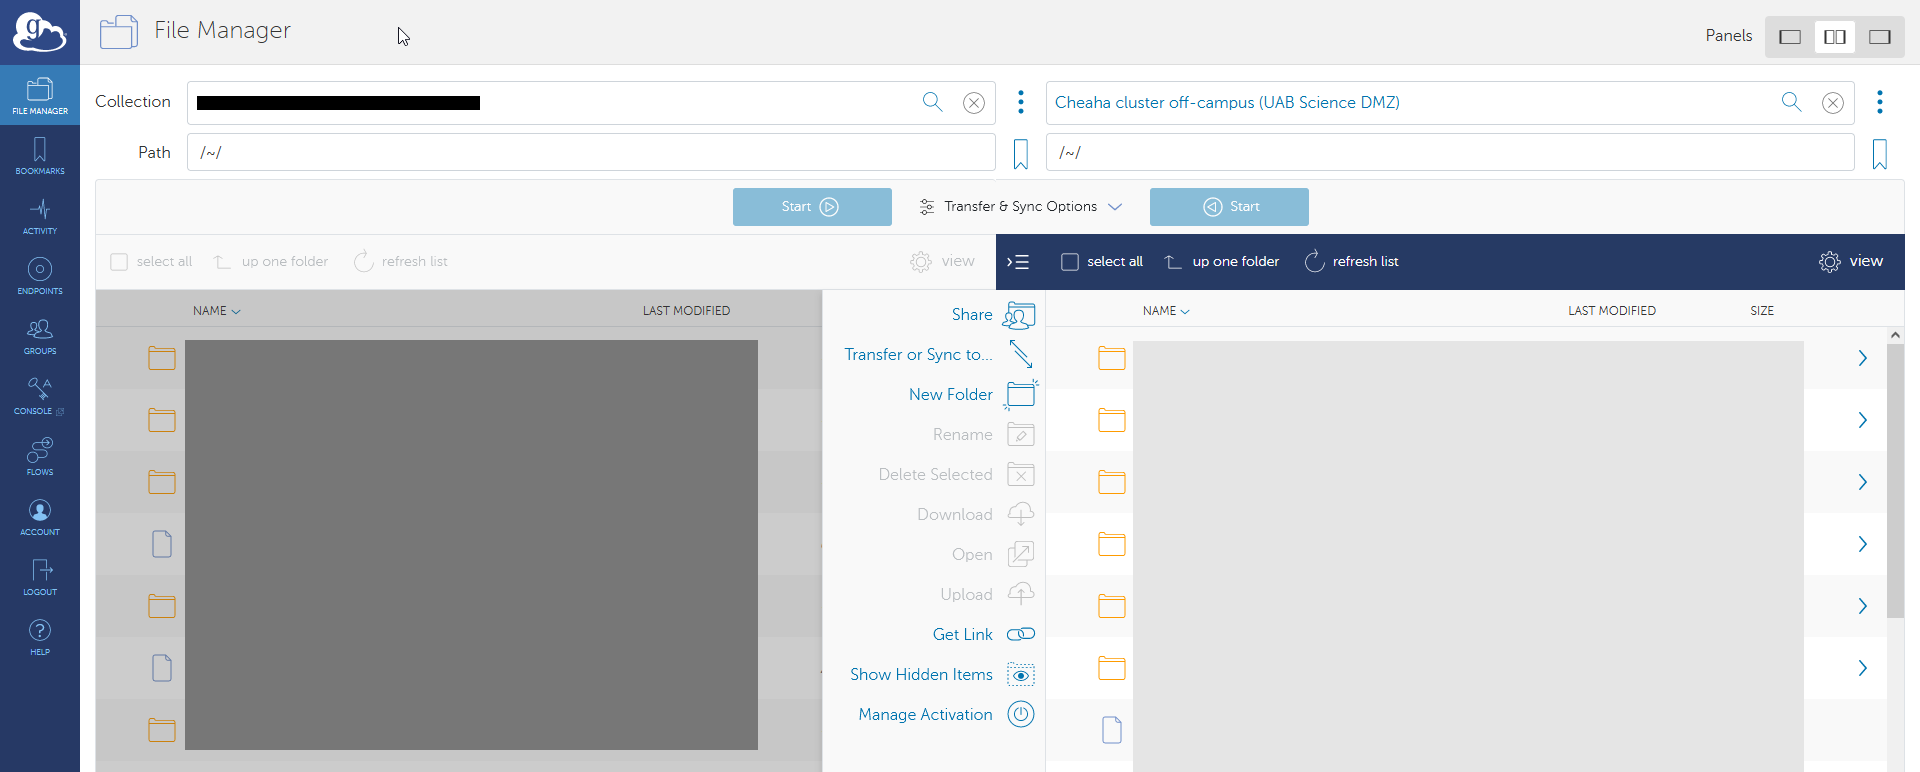 g
File Manager
Panels
FILE MANAGER
BOOKMARKS
ACTIVITY
ENDPOINTS
GROUPS
CONSOLE
FLOWS
ACCOUNT
LOGOUT
HELP
Collection
Cheaha cluster off-campus (UAB Science DMZ)
Path
/~/
/~/
Start
Transfer & Sync Options
Start
select all
up one folder
refresh list
view
select all
up one folder
refresh list
view
NAME
LAST MODIFIED
Share
Transfer or Sync to...
New Folder
Rename
Delete Selected
Download
Open
Upload
Get Link
Show Hidden Items
Manage Activation
NAME
LAST MODIFIED
SIZE